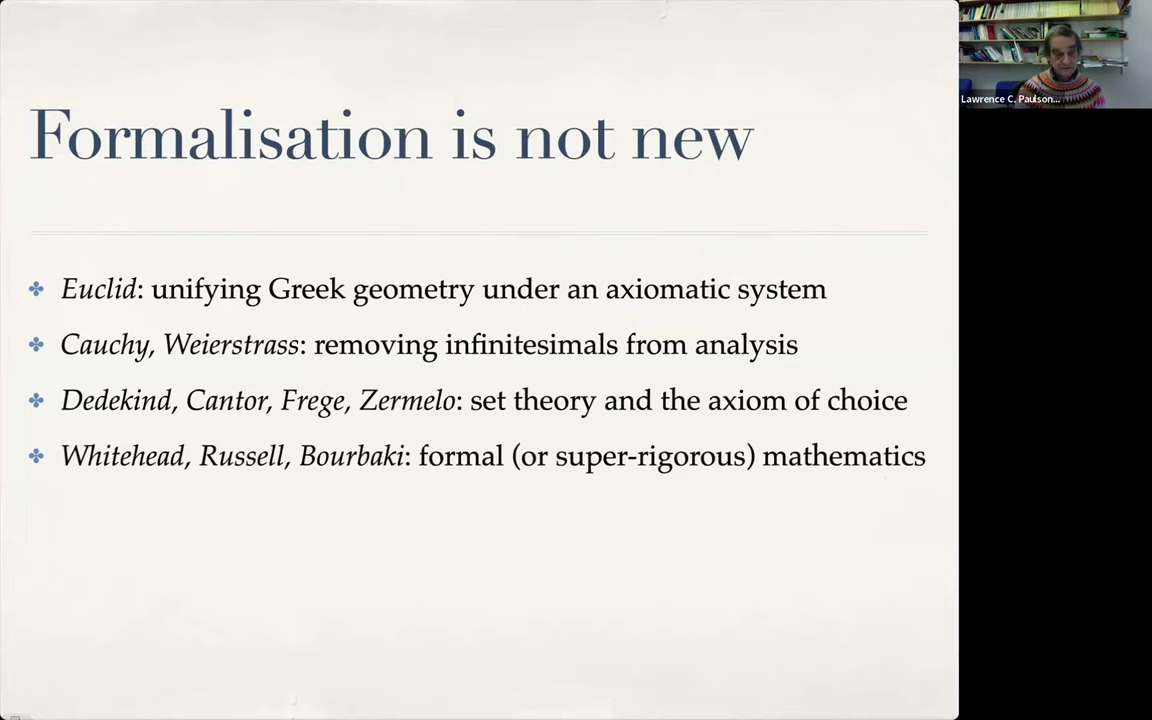 Formalisation is not new
Euclid: unifying Greek geometry under an axiomatic system
Cauchy, Weierstrass: removing infinitesimals from analysis
Dedekind, Cantor, Frege, Zermelo: set theory and the axiom of choice
Whitehead, Russell, Bourbaki: formal (or super-rigorous) mathematics
Lawrence C. Paulson...